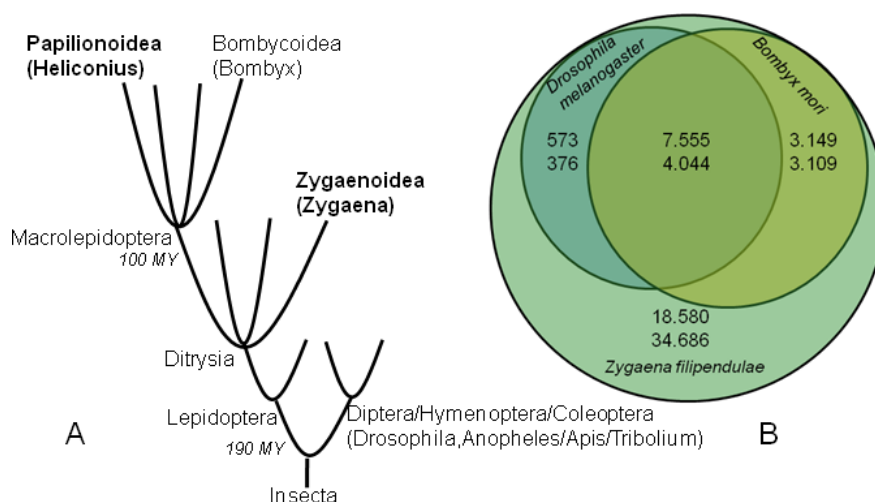 Papilionoidea
(Heliconius)
Bombycoidea
(Bombyx)
Zygaenoidea
(Zygaena)
Macrolepidoptera
100 MY
Ditrysia
Lepidoptera
190 MY
Diptera/Hymenoptera/Coleoptera
(Drosophila,Anopheles/Apis/Tribolium)
Insecta
A
Drosophila
melanogaster
Bombyx mori
573
376
7.555
4.044
3.149
3.109
18.580
34.686
Zygaena filipendulae
B